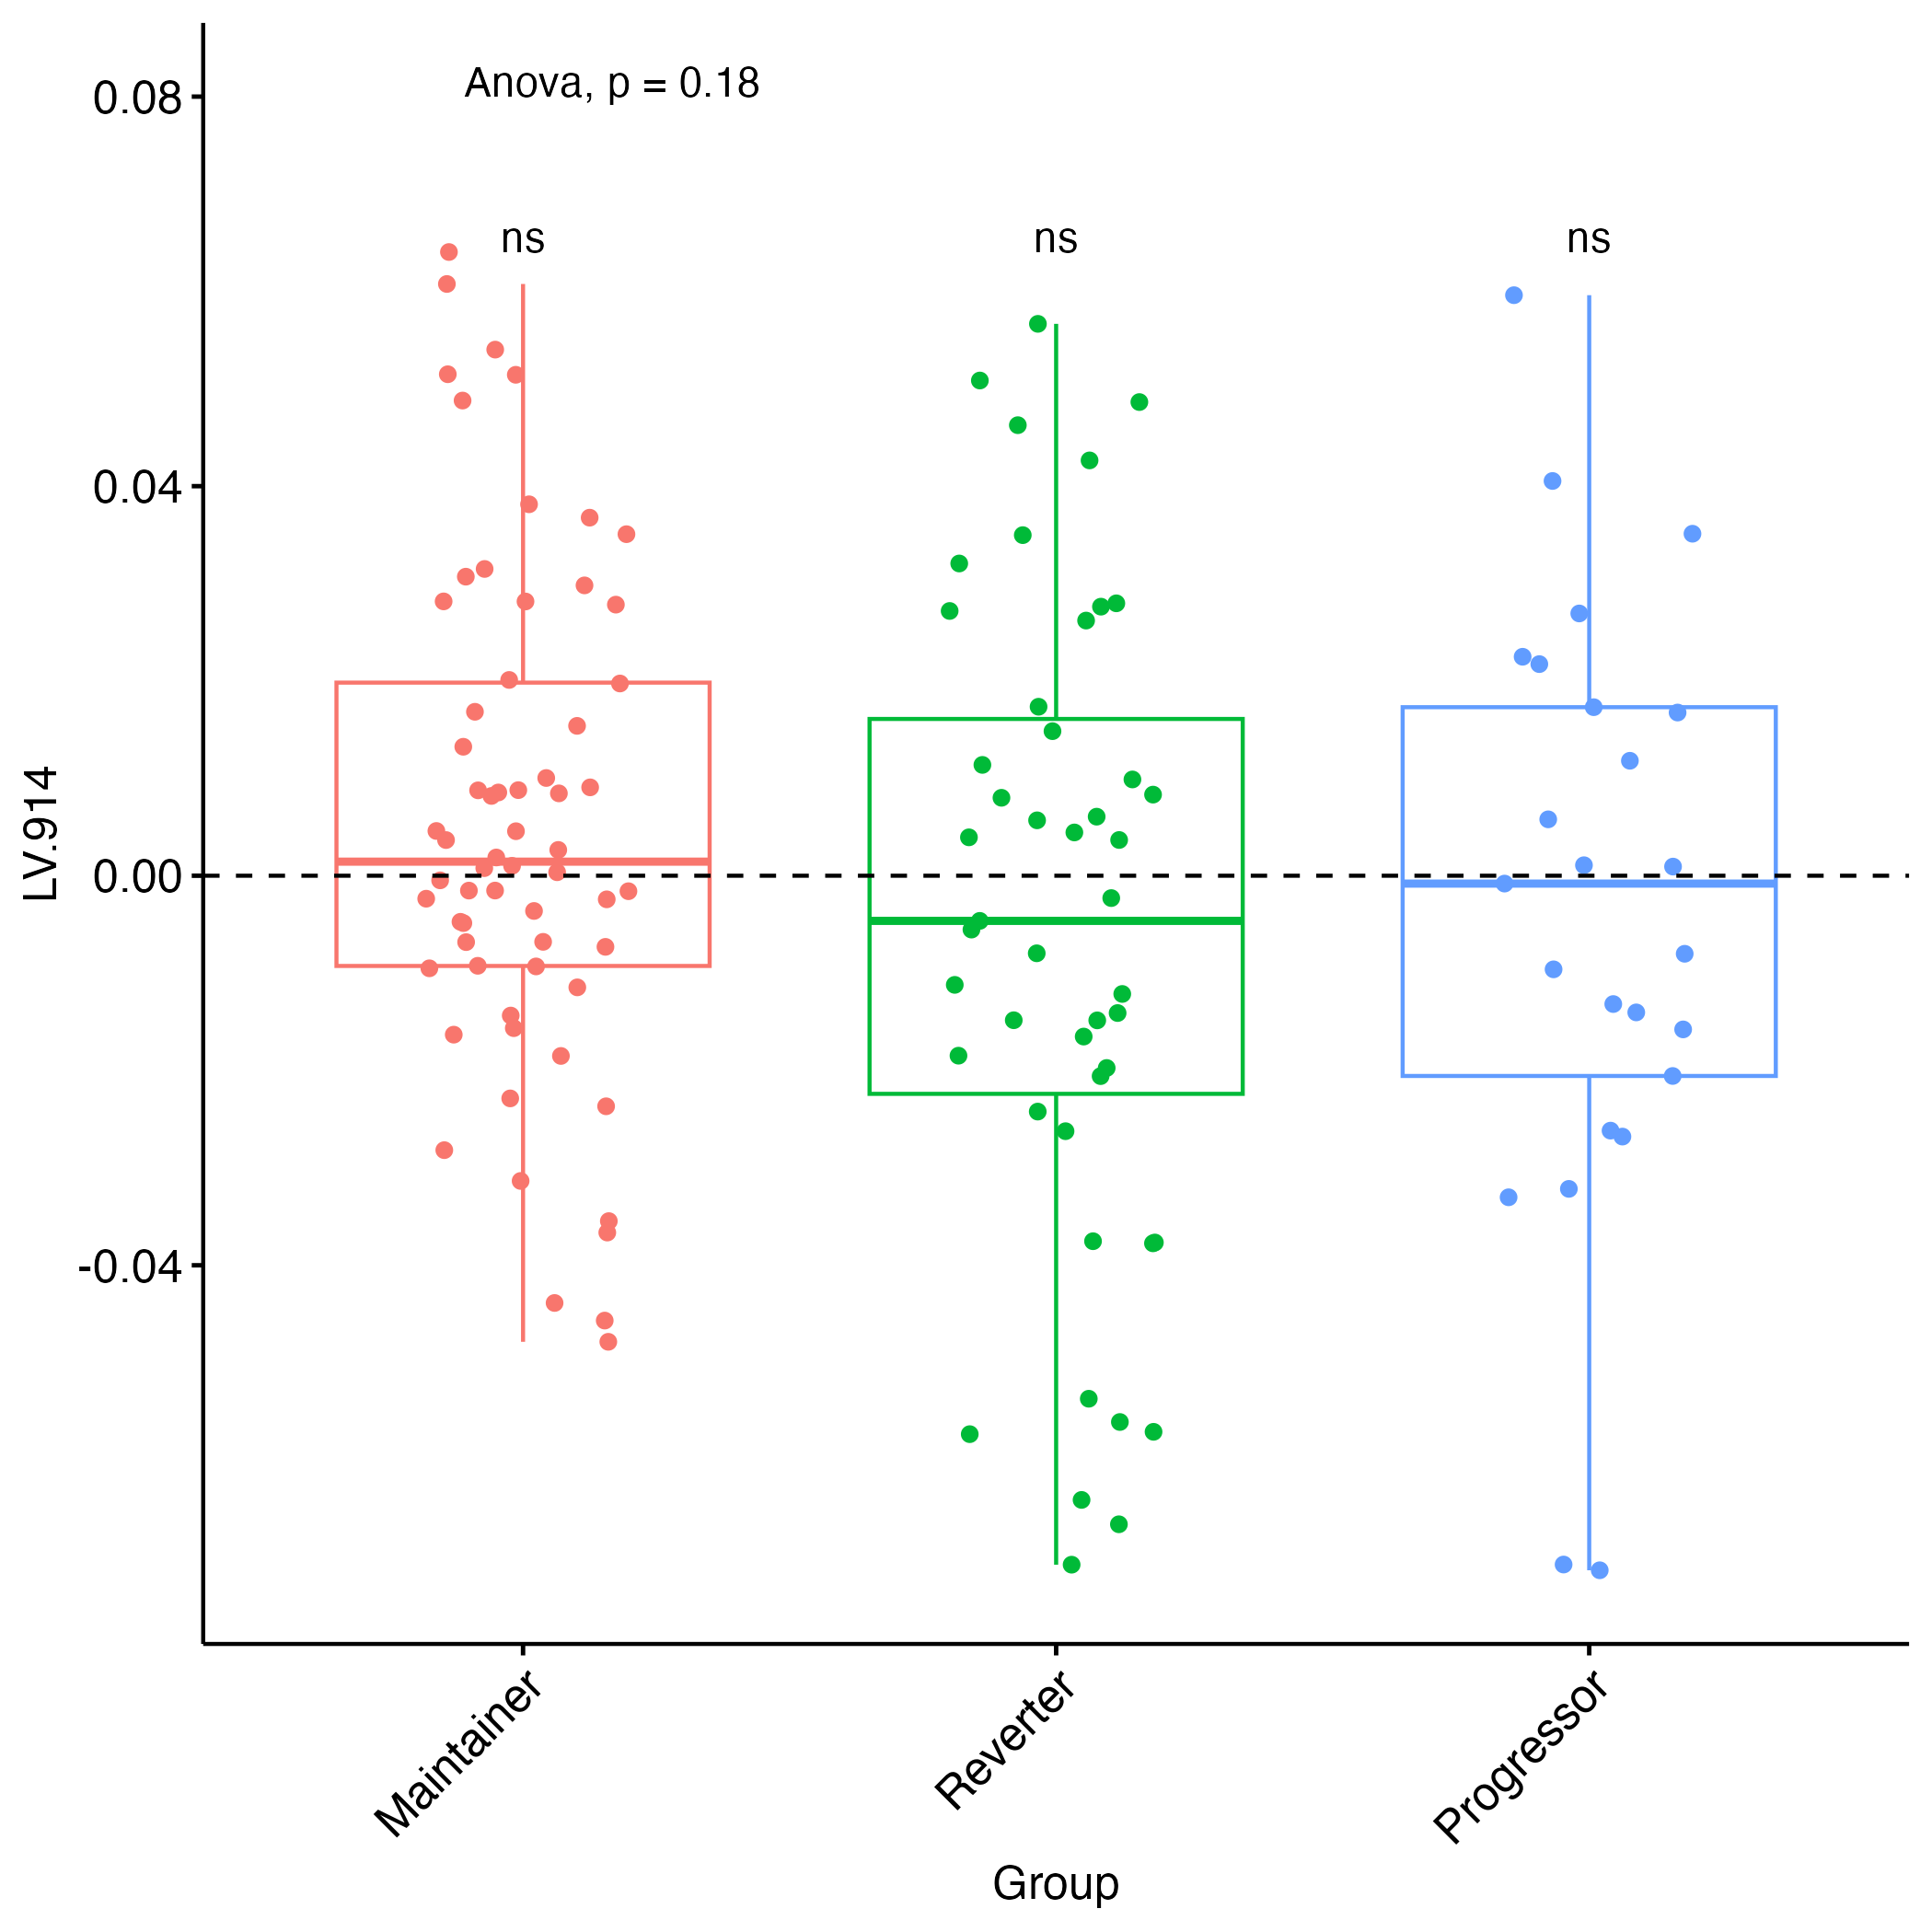 Anova, p = 0.18
ns ns ns
0.08
0.04
0.00
-0.04
LV.914
Maintainer Reverter Progressor
Group